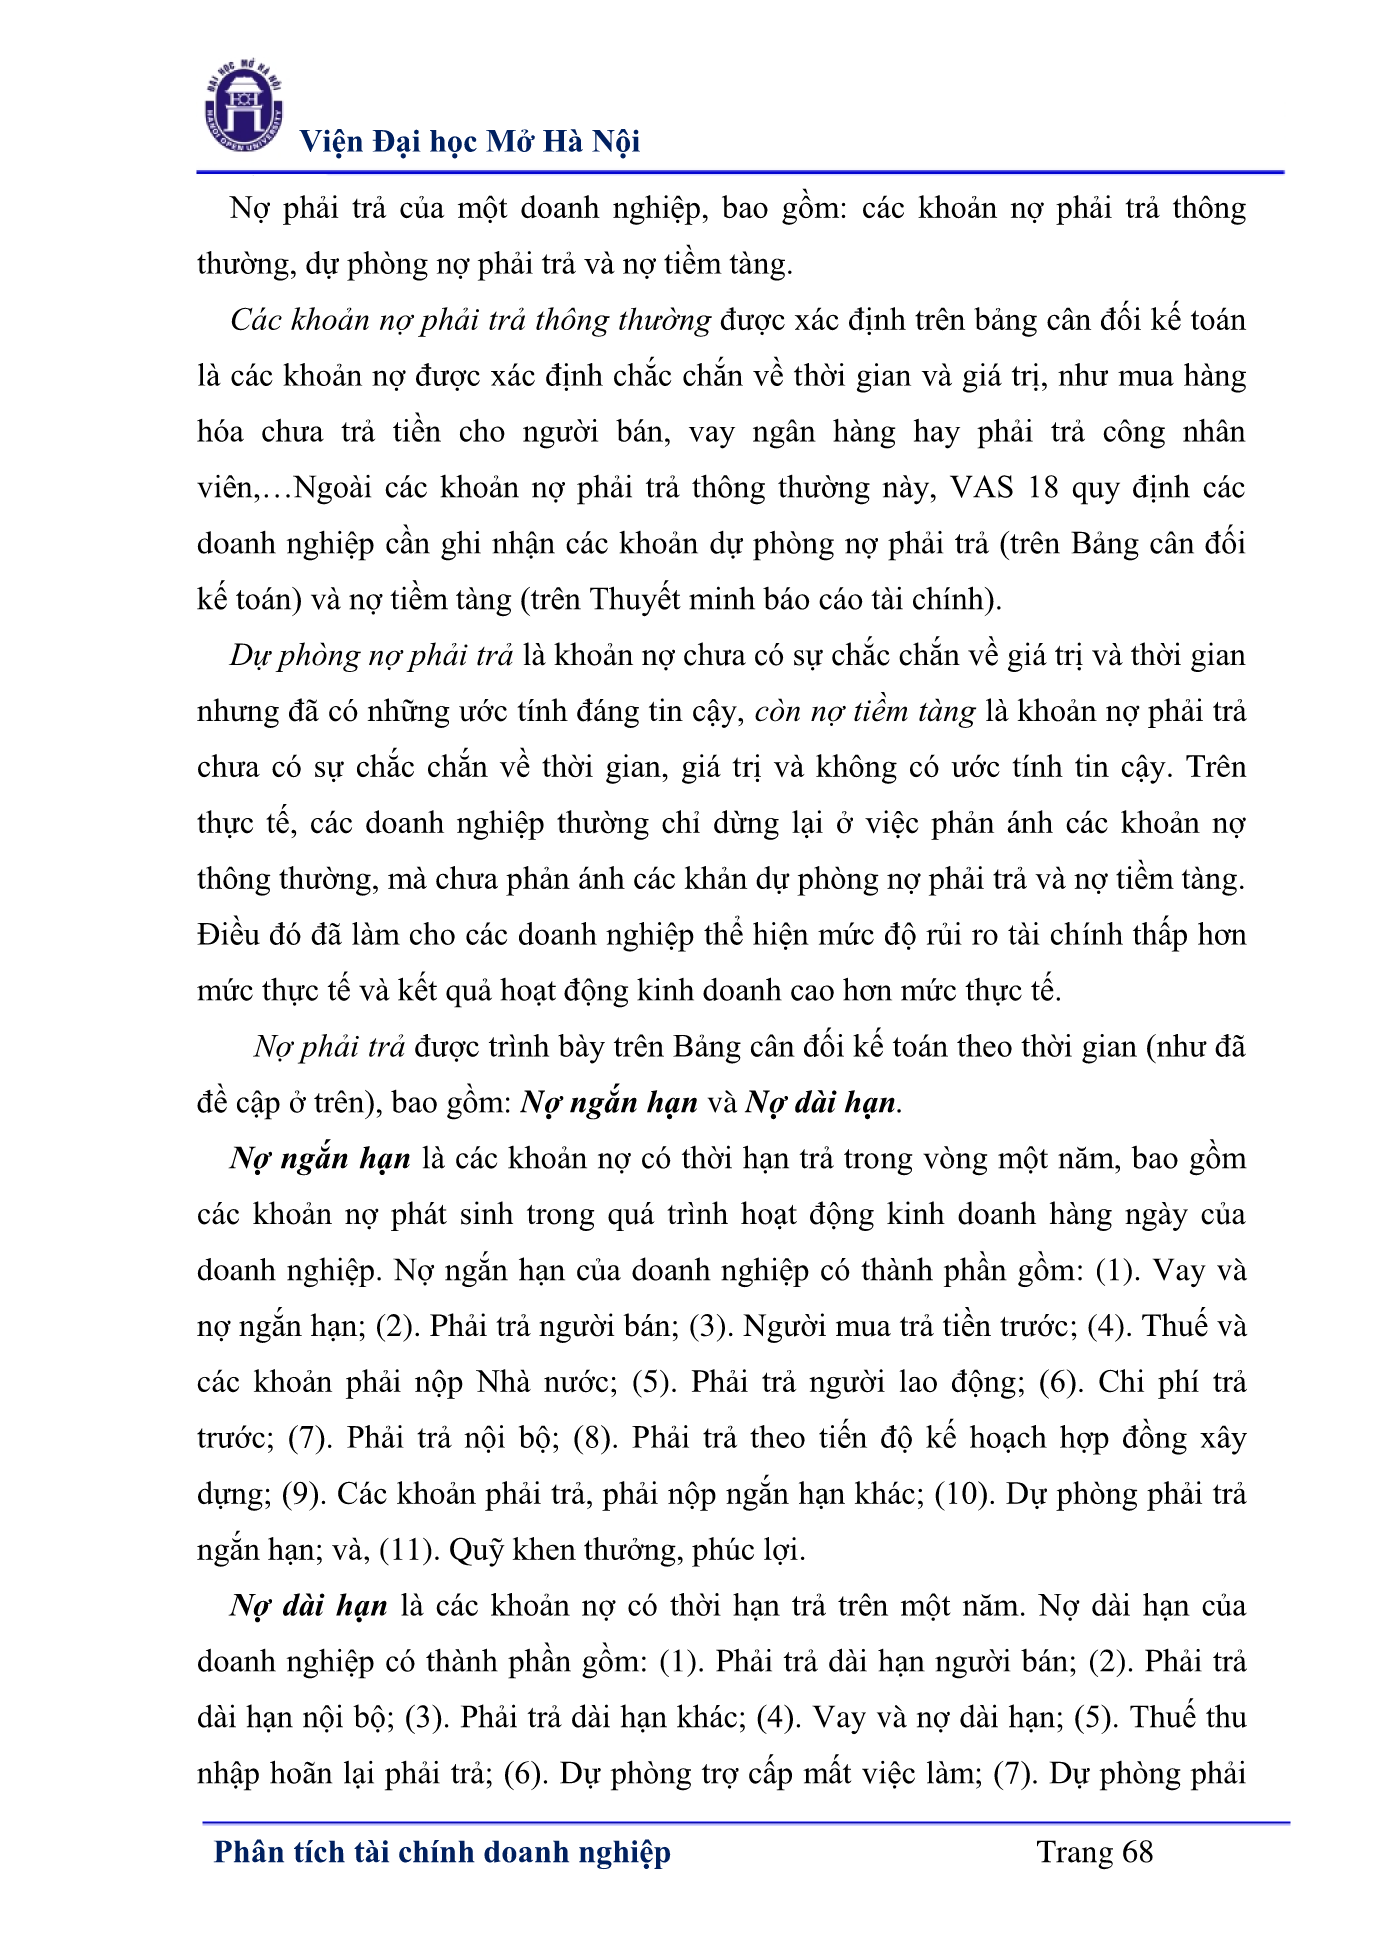 ĐẠI HỌC MỞ HÀ NỘI
HANOI OPEN UNIVERSITY
Viện Đại học Mở Hà Nội
Nợ phải trả của một doanh nghiệp, bao gồm: các khoản nợ phải trả thông
thường, dự phòng nợ phải trả và nợ tiềm tàng.
Các khoản nợ phải trả thông thường được xác định trên bảng cân đối kế toán
là các khoản nợ được xác định chắc chắn về thời gian và giá trị, như mua hàng
hóa chưa trả tiền cho người bán, vay ngân hàng hay phải trả công nhân
viên,…Ngoài các khoản nợ phải trả thông thường này, VAS 18 quy định các
doanh nghiệp cần ghi nhận các khoản dự phòng nợ phải trả (trên Bảng cân đối
kế toán) và nợ tiềm tàng (trên Thuyết minh báo cáo tài chính).
Dự phòng nợ phải trả là khoản nợ chưa có sự chắc chắn về giá trị và thời gian
nhưng đã có những ước tính đáng tin cậy, còn nợ tiềm tàng là khoản nợ phải trả
chưa có sự chắc chắn về thời gian, giá trị và không có ước tính tin cậy. Trên
thực tế, các doanh nghiệp thường chỉ dừng lại ở việc phản ánh các khoản nợ
thông thường, mà chưa phản ánh các khản dự phòng nợ phải trả và nợ tiềm tàng.
Điều đó đã làm cho các doanh nghiệp thể hiện mức độ rủi ro tài chính thấp hơn
mức thực tế và kết quả hoạt động kinh doanh cao hơn mức thực tế.
Nợ phải trả được trình bày trên Bảng cân đối kế toán theo thời gian (như đã
đề cập ở trên), bao gồm: Nợ ngắn hạn và Nợ dài hạn.
Nợ ngắn hạn là các khoản nợ có thời hạn trả trong vòng một năm, bao gồm
các khoản nợ phát sinh trong quá trình hoạt động kinh doanh hàng ngày của
doanh nghiệp. Nợ ngắn hạn của doanh nghiệp có thành phần gồm: (1). Vay và
nợ ngắn hạn; (2). Phải trả người bán; (3). Người mua trả tiền trước; (4). Thuế và
các khoản phải nộp Nhà nước; (5). Phải trả người lao động; (6). Chi phí trả
trước; (7). Phải trả nội bộ; (8). Phải trả theo tiến độ kế hoạch hợp đồng xây
dựng; (9). Các khoản phải trả, phải nộp ngắn hạn khác; (10). Dự phòng phải trả
ngắn hạn; và, (11). Quỹ khen thưởng, phúc lợi.
Nợ dài hạn là các khoản nợ có thời hạn trả trên một năm. Nợ dài hạn của
doanh nghiệp có thành phần gồm: (1). Phải trả dài hạn người bán; (2). Phải trả
dài hạn nội bộ; (3). Phải trả dài hạn khác; (4). Vay và nợ dài hạn; (5). Thuế thu
nhập hoãn lại phải trả; (6). Dự phòng trợ cấp mất việc làm; (7). Dự phòng phải
Phân tích tài chính doanh nghiệp Trang 68